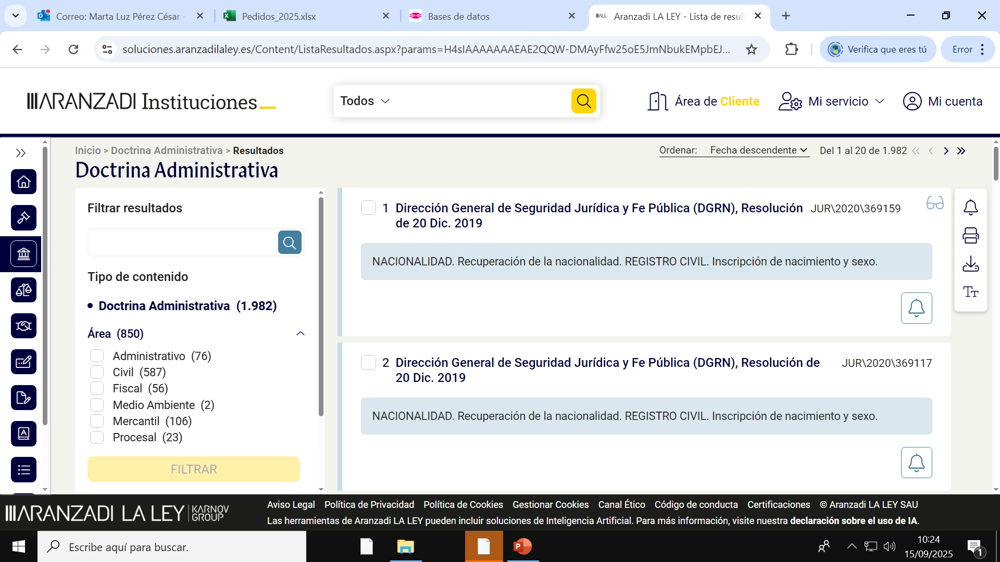 Correo: Marta Luz Pérez César -
Pedidos_2025.xlsx
Bases de datos
Aranzadi LA LEY - Lista de resul
soluciones.aranzadilaley.es/Content/ListaResultados.aspx?params=H4sIAAAAAAAEAE2QQW-DMAyFfw25oE5JmNbukEMpbEJ...
Verifica que eres tú
Error
ARANZADI Instituciones
Todos
Área de Cliente
Mi servicio
Mi cuenta
Inicio > Doctrina Administrativa > Resultados
Ordenar: Fecha descendente
Del 1 al 20 de 1.982
Doctrina Administrativa
Filtrar resultados
Tipo de contenido
• Doctrina Administrativa (1.982)
Área (850)
Administrativo (76)
Civil (587)
Fiscal (56)
Medio Ambiente (2)
Mercantil (106)
Procesal (23)
FILTRAR
1 Dirección General de Seguridad Jurídica y Fe Pública (DGRN), Resolución JUR\2020\369159
de 20 Dic. 2019
NACIONALIDAD. Recuperación de la nacionalidad. REGISTRO CIVIL. Inscripción de nacimiento y sexo.
2 Dirección General de Seguridad Jurídica y Fe Pública (DGRN), Resolución de JUR\2020\369117
20 Dic. 2019
NACIONALIDAD. Recuperación de la nacionalidad. REGISTRO CIVIL. Inscripción de nacimiento y sexo.
ARANZADI LA LEY KARNOV
GROUP
Aviso Legal Política de Privacidad Política de Cookies Gestionar Cookies Canal Ético Código de conducta Certificaciones © Aranzadi LA LEY SAU
Las herramientas de Aranzadi LA LEY pueden incluir soluciones de Inteligencia Artificial. Para más información, visite nuestra declaración sobre el uso de IA.
Escribe aquí para buscar.
10:24
15/09/2025
1